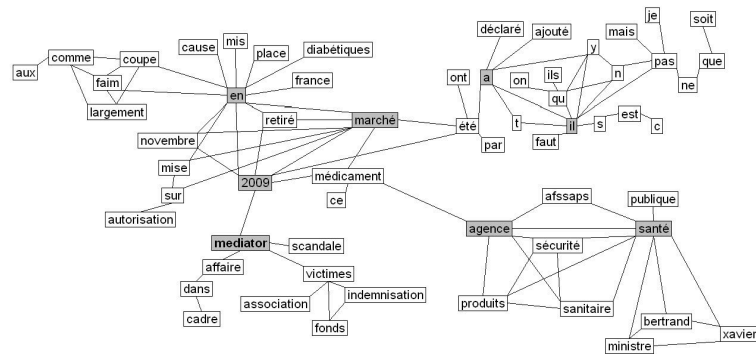 soit
je
déclaré
ajouté
mais
mis
cause
y
place
diabétiques
comme
coupe
pas
que
aux
faim
ont
a
on
ils
n
france
ne
en
qu
largement
retiré
marché
été
t
il
s
est
c
novembre
par
faut
mise
2009
médicament
sur
afssaps
publique
ce
autorisation
agence
santé
mediator
scandale
sécurité
affaire
victimes
dans
indemnisation
association
produits
sanitaire
cadre
bertrand
fonds
xavier
ministre